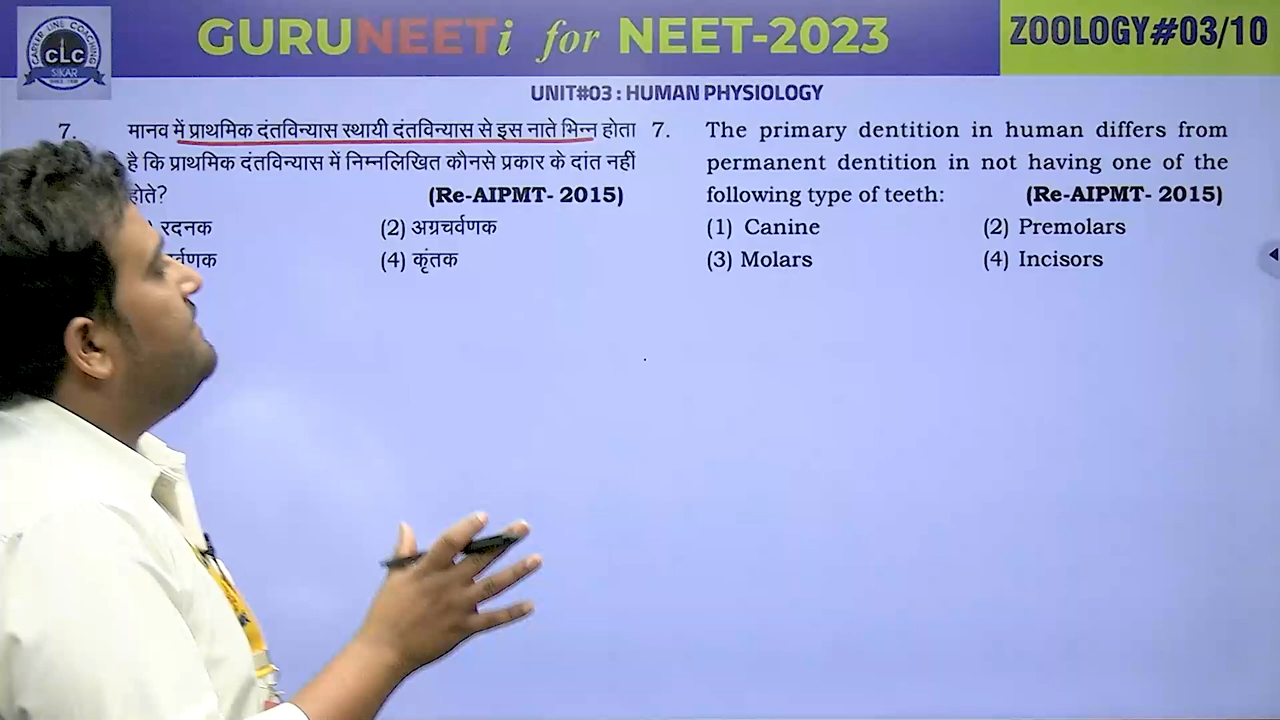 CAREER LINE COACHING
CLC
SIKAR
GURUNEETi for NEET-2023
ZOOLOGY#03/10
UNIT#03 : HUMAN PHYSIOLOGY
7. मानव में प्राथमिक दंतविन्यास स्थायी दंतविन्यास से इस नाते भिन्न होता
है कि प्राथमिक दंतविन्यास में निम्नलिखित कौनसे प्रकार के दांत नहीं
होते? (Re-AIPMT- 2015)
रदनक (2) अग्रचर्वणक
(4) कृंतक
7. The primary dentition in human differs from
permanent dentition in not having one of the
following type of teeth: (Re-AIPMT- 2015)
(1) Canine (2) Premolars
(3) Molars (4) Incisors